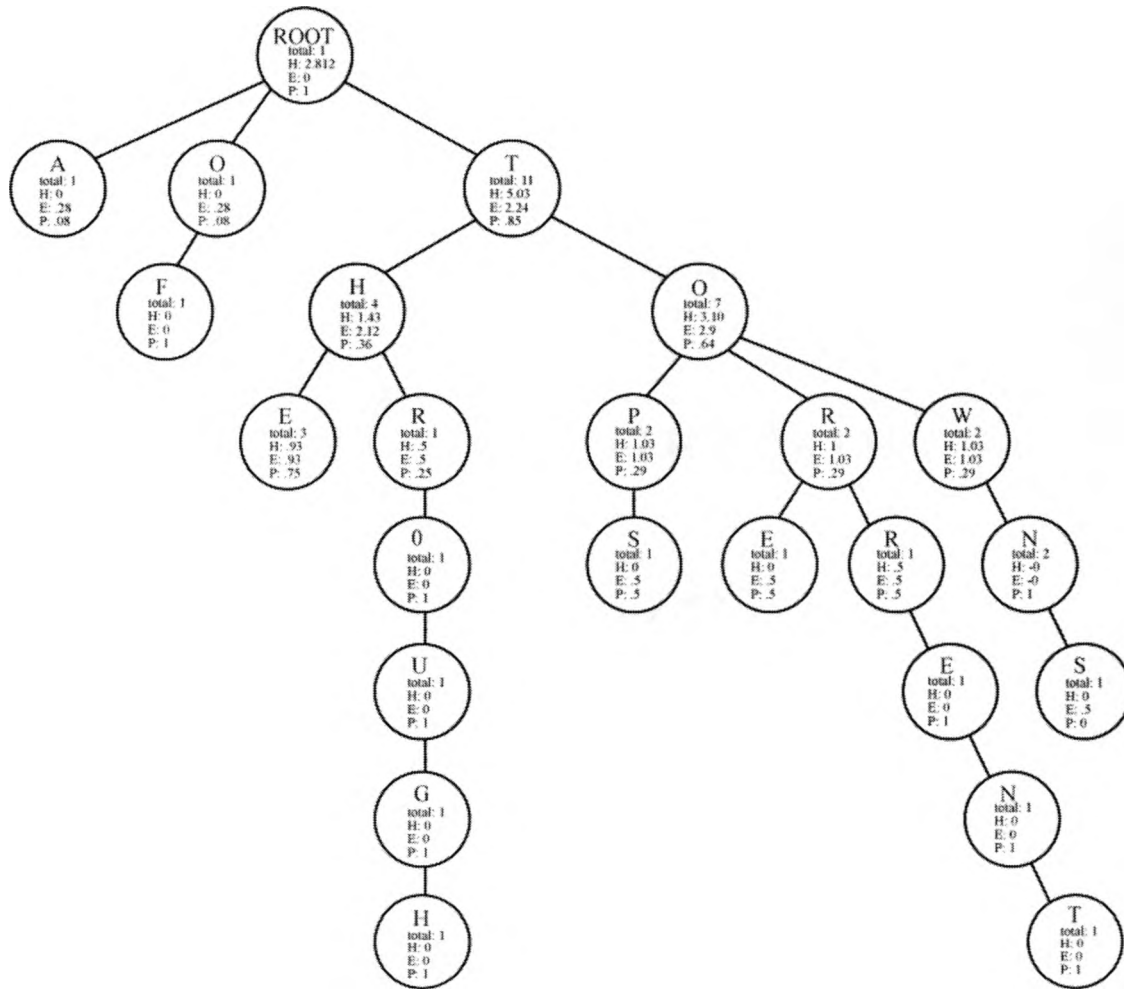 ROOT
total: 1
H: 2.812
E: 0
P: 1
A
total: 1
H: 0
E: .28
P: .08
O
total: 1
H: 0
E: .28
P: .08
T
total: 11
H: 5.03
E: 2.24
P: .85
F
total: 1
H: 0
E: 0
P: 1
H
total: 4
H: 1.43
E: 2.12
P: .36
O
total: 7
H: 3.10
E: 2.9
P: .64
E
total: 3
H: .93
E: .93
P: .75
R
total: 1
H: .5
E: .5
P: .25
P
total: 2
H: 1.03
E: 1.03
P: .29
R
total: 2
H: 1
E: 1.03
P: .29
W
total: 2
H: 1.03
E: 1.03
P: .29
0
total: 1
H: 0
E: 0
P: 1
S
total: 1
H: 0
E: .5
P: .5
E
total: 1
H: 0
E: .5
P: .5
R
total: 1
H: .5
E: .5
P: .5
N
total: 2
H: -0
E: -0
P: 1
U
total: 1
H: 0
E: 0
P: 1
E
total: 1
H: 0
E: 0
P: 1
S
total: 1
H: 0
E: .5
P: 0
G
total: 1
H: 0
E: 0
P: 1
N
total: 1
H: 0
E: 0
P: 1
H
total: 1
H: 0
E: 0
P: 1
T
total: 1
H: 0
E: 0
P: 1